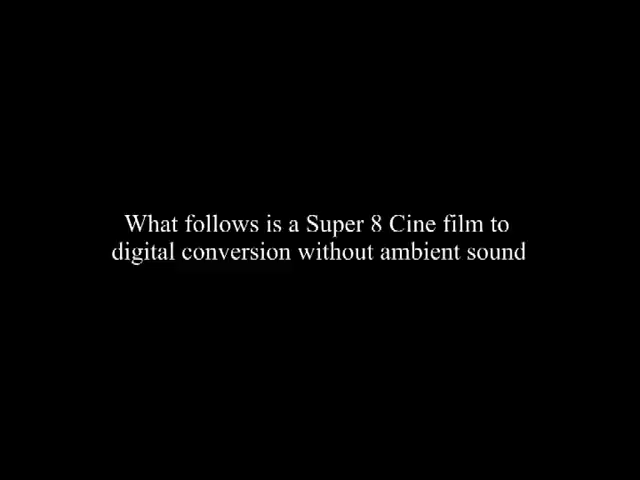 What follows is a Super 8 Cine film to
digital conversion without ambient sound